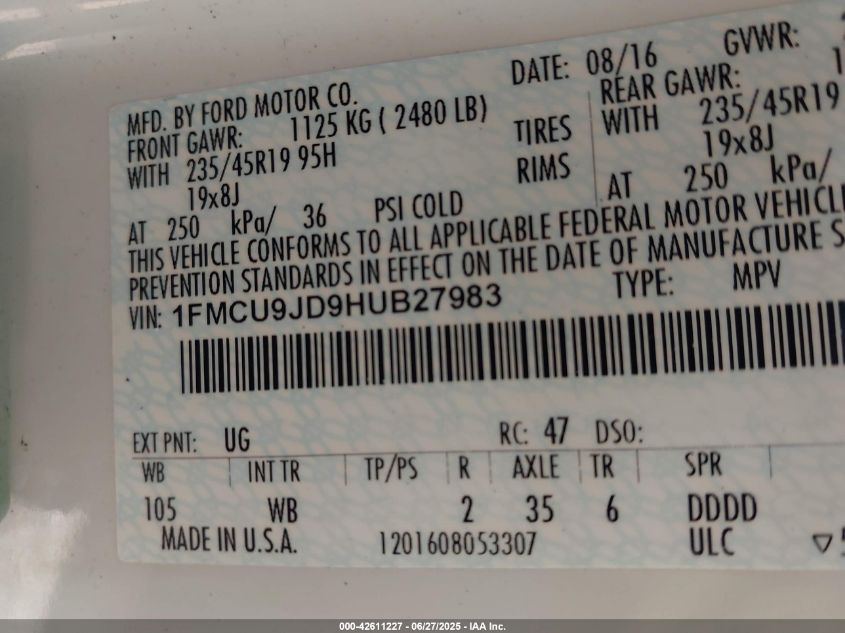 DATE: 08/16 GVWR:
MFD. BY FORD MOTOR CO.
FRONT GAWR: 1125 KG ( 2480 LB) REAR GAWR:
WITH 235/45R19 95H TIRES WITH 235/45R19
19x8J RIMS 19x8J
AT 250 kPa/ 36 PSI COLD AT 250 kPa/
THIS VEHICLE CONFORMS TO ALL APPLICABLE FEDERAL MOTOR VEHICLE
PREVENTION STANDARDS IN EFFECT ON THE DATE OF MANUFACTURE S
VIN: 1FMCU9JD9HUB27983 TYPE: MPV
EXT PNT: UG RC: 47 DSO:
WB INT TR TP/PS R AXLE TR SPR
105 WB 2 35 6 DDDD
MADE IN U.S.A. 1201608053307 ULC
000-42611227 - 06/27/2025 - IAA Inc.